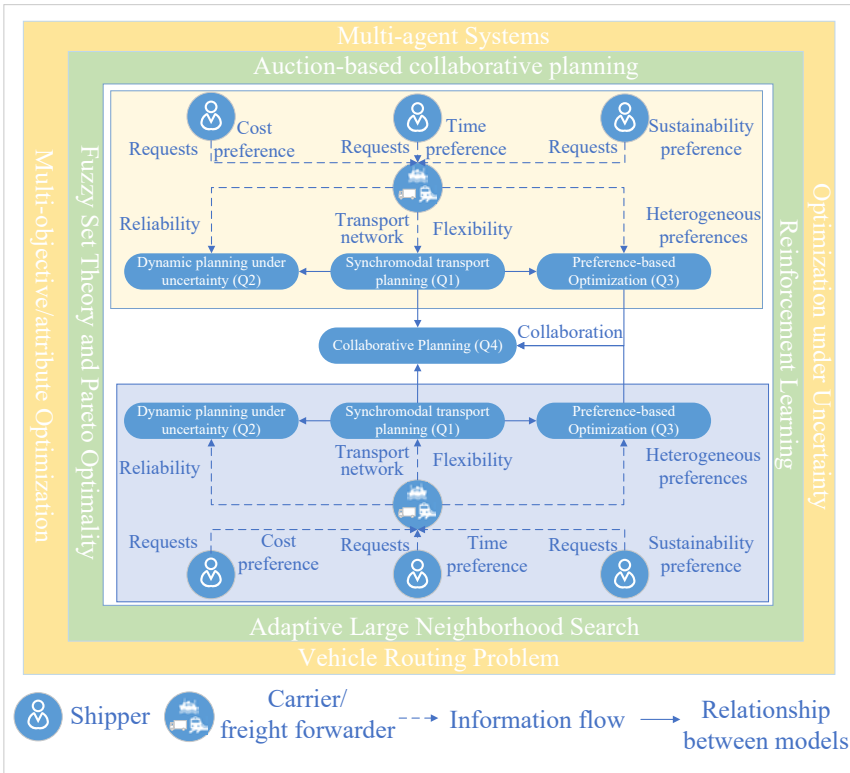 Multi-agent Systems
Auction-based collaborative planning
Multi-objective/attribute Optimization
Fuzzy Set Theory and Pareto Optimality
Reinforcement Learning
Optimization under Uncertainty
Requests
Cost
preference
Requests
Time
preference
Requests
Sustainability
preference
Reliability
Transport
network
Flexibility
Heterogeneous
preferences
Dynamic planning under
uncertainty (Q2)
Synchromodal transport
planning (Q1)
Preference-based
Optimization (Q3)
Collaborative Planning (Q4)
Collaboration
Dynamic planning under
uncertainty (Q2)
Synchromodal transport
planning (Q1)
Preference-based
Optimization (Q3)
Reliability
Transport
network
Flexibility
Heterogeneous
preferences
Requests
Cost
preference
Requests
Time
preference
Requests
Sustainability
preference
Adaptive Large Neighborhood Search
Vehicle Routing Problem
Shipper
Carrier/
freight forwarder
Information flow
Relationship
between models